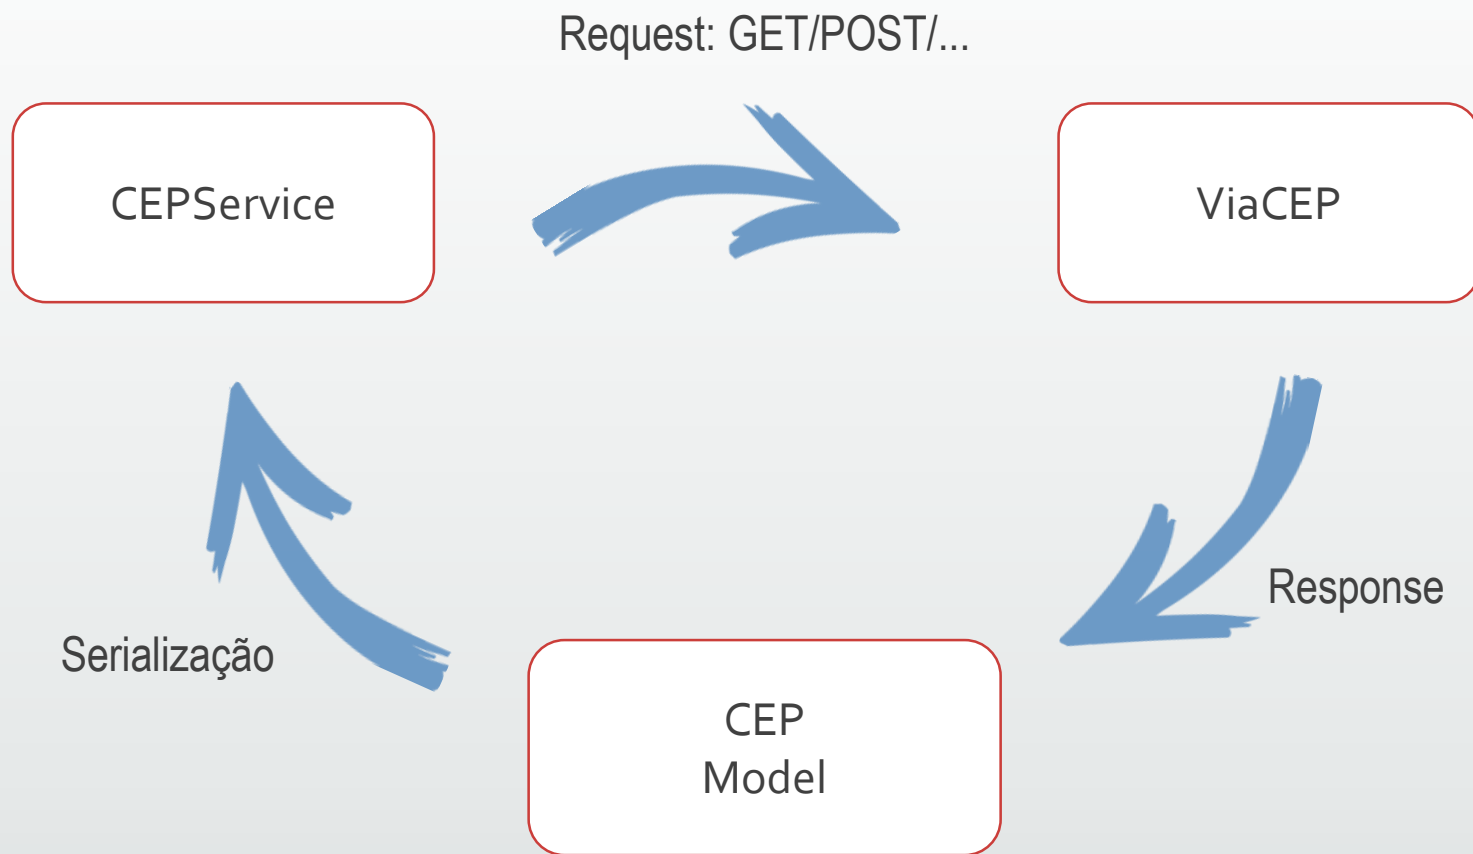 Request: GET/POST/...
CEPService
ViaCEP
Response
Serialização
CEP
Model